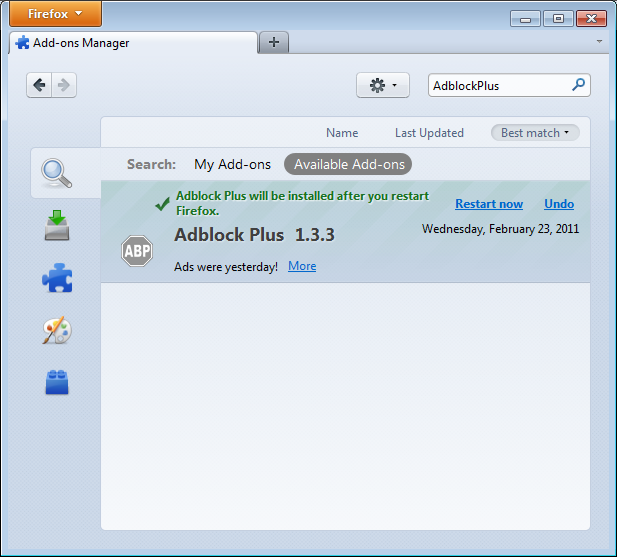 Firefox
Add-ons Manager
AdblockPlus
Name Last Updated Best match
Search: My Add-ons Available Add-ons
Adblock Plus will be installed after you restart
Firefox.
Restart now Undo
Adblock Plus 1.3.3
Wednesday, February 23, 2011
ABP
Ads were yesterday! More